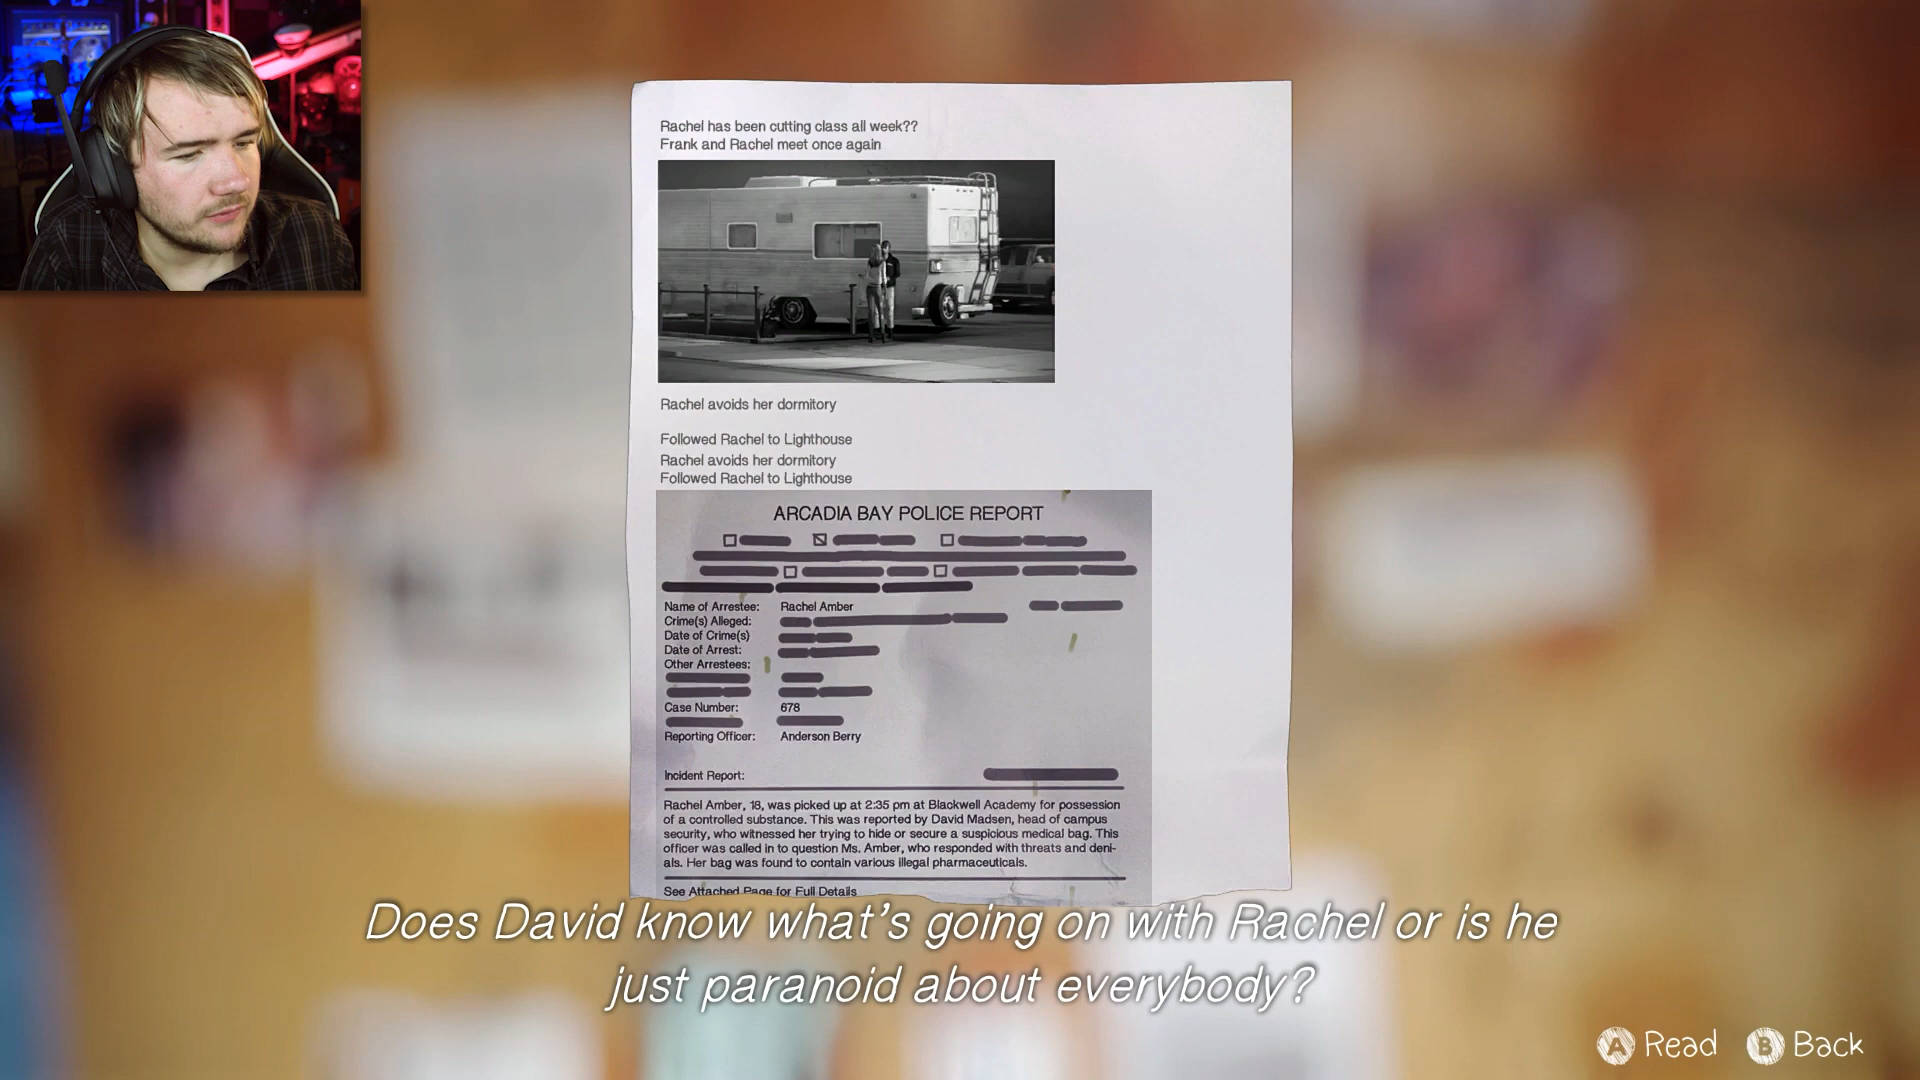 Rachel has been cutting class all week??
Frank and Rachel meet once again
Rachel avoids her dormitory
Followed Rachel to Lighthouse
Rachel avoids her dormitory
Followed Rachel to Lighthouse
ARCADIA BAY POLICE REPORT
Name of Arrestee: Rachel Amber
Crime(s) Alleged:
Date of Crime(s)
Date of Arrest:
Other Arrestees:
Case Number: 678
Reporting Officer: Anderson Berry
Incident Report:
Rachel Amber, 18, was picked up at 2:35 pm at Blackwell Academy for possession
of a controlled substance. This was reported by David Madsen, head of campus
security, who witnessed her trying to hide or secure a suspicious medical bag. This
officer was called in to question Ms. Amber, who responded with threats and deni-
als. Her bag was found to contain various illegal pharmaceuticals.
See Attached Page for Full Details
Does David know what's going on with Rachel or is he
just paranoid about everybody?
A Read B Back